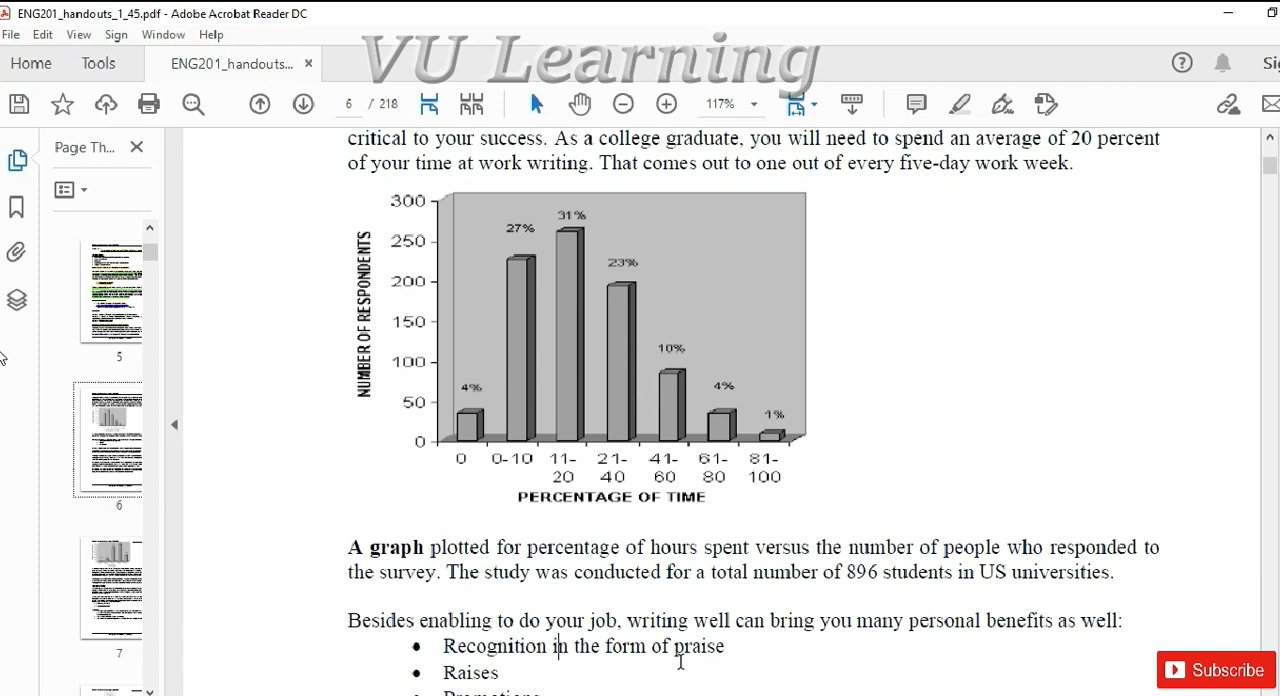 ENG201_handouts_1_45.pdf - Adobe Acrobat Reader DC
File Edit View Sign Window Help
VU Learning
Home Tools ENG201_handouts... ×
6 / 218 117%
Page Th...
critical to your success. As a college graduate, you will need to spend an average of 20 percent
of your time at work writing. That comes out to one out of every five-day work week.
NUMBER OF RESPONDENTS
300
250
200
150
100
50
0
4% 27% 31% 23% 10% 4% 1%
0 0-10 11-20 21-40 41-60 61-80 81-100
PERCENTAGE OF TIME
A graph plotted for percentage of hours spent versus the number of people who responded to
the survey. The study was conducted for a total number of 896 students in US universities.
Besides enabling to do your job, writing well can bring you many personal benefits as well:
• Recognition in the form of praise
• Raises
5
6
7
Subscribe